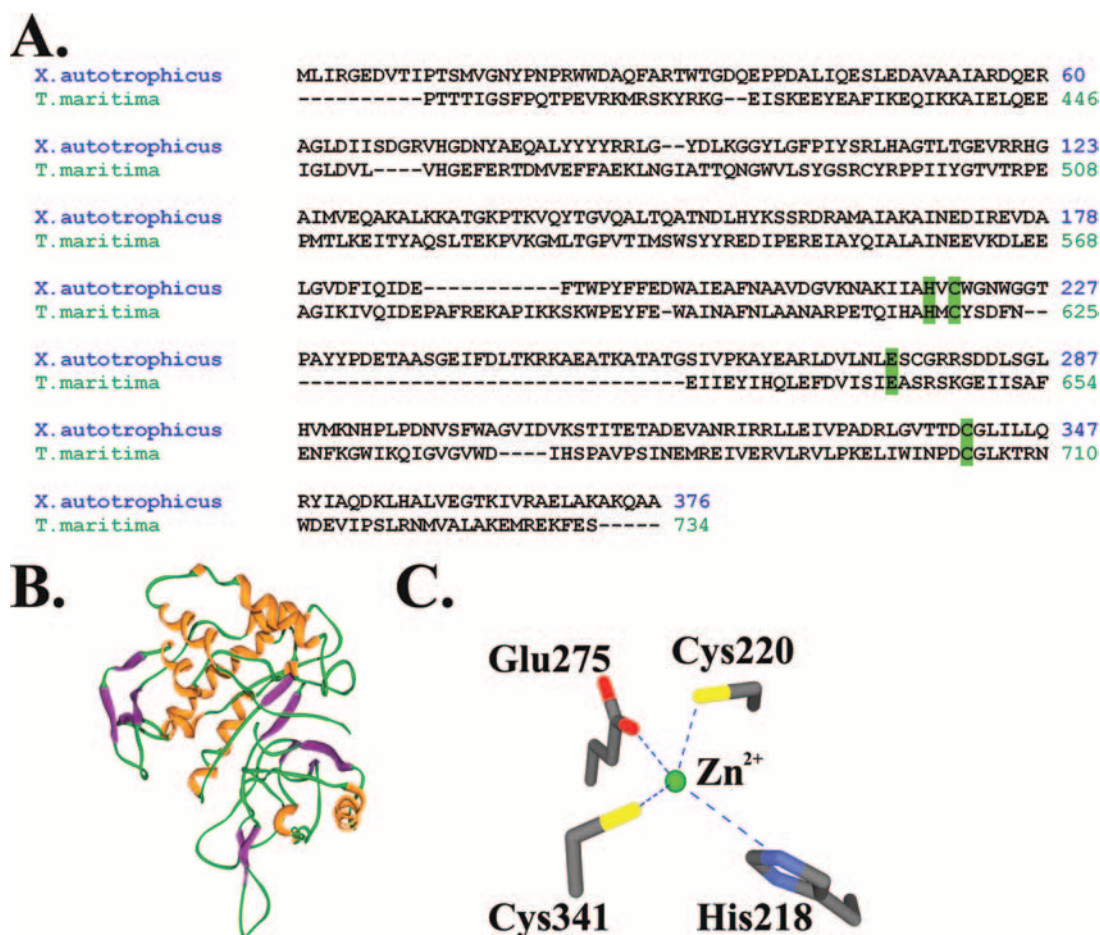 A.
X.autotrophicus MLIRGEDVTIPTSMVGNYPNPRWWDAQFARTWTGDQEPPDALIQESLEDAVAAIARDQER 60
T.maritima ----------PTTTIGSFPQTPEVRKMRSKYRKG--EISKEEYEAFIKEQIKKAIELQEE 446
X.autotrophicus AGLDIISDGRVHGDNYAEQALYYYYRRLG--YDLKGGYLGFPIYSRLHAGTLTGEVRRHG 123
T.maritima IGLDVL----VHGEFERTDMVEFFAEKLNGIATTQNGWVLSYGSRCYRPPIIYGTVTRPE 508
X.autotrophicus AIMVEQAKALKKATGKPTKVQYTGVQALTQATNDLHYKSSRDRAMAIAKAINEDIREVDA 178
T.maritima PMTLKEITYAQSLTEKPVKGMLTGPVTIMSWSYYREDIPEREIAYQIALAINEEVKDLEE 568
X.autotrophicus LGVDFIQIDE-----------FTWPYFFEDWAIEAFNAAVDGVKNAKIIAHVCWGNWGGT 227
T.maritima AGIKIVQIDEPAFREKAPIKKSKWPEYFE-WAINAFNLAANARPETQIHAHMCYSDFN-- 625
X.autotrophicus PAYYPDETAASGEIFDLTKRKAEATKATATGSIVPKAYEARLDVLNLESCGRRSDDLSGL 287
T.maritima -------------------------------EIIEYIHQLEFDVISIEASRSKGEIISAF 654
X.autotrophicus HVMKNHPLPDNVSFWAGVIDVKSTITETADEVANRIRRLLEIVPADRLGVTTDCGLILLQ 347
T.maritima ENFKGWIKQIGVGVWD----IHSPAVPSINEMREIVERVLRVLPKELIWINPDCGLKTRN 710
X.autotrophicus RYIAQDKLHALVEGTKIVRAELAKAKQAA 376
T.maritima WDEVIPSLRNMVALAKEMREKFES----- 734
B.
C.
Glu275 Cys220
Zn²⁺
Cys341 His218